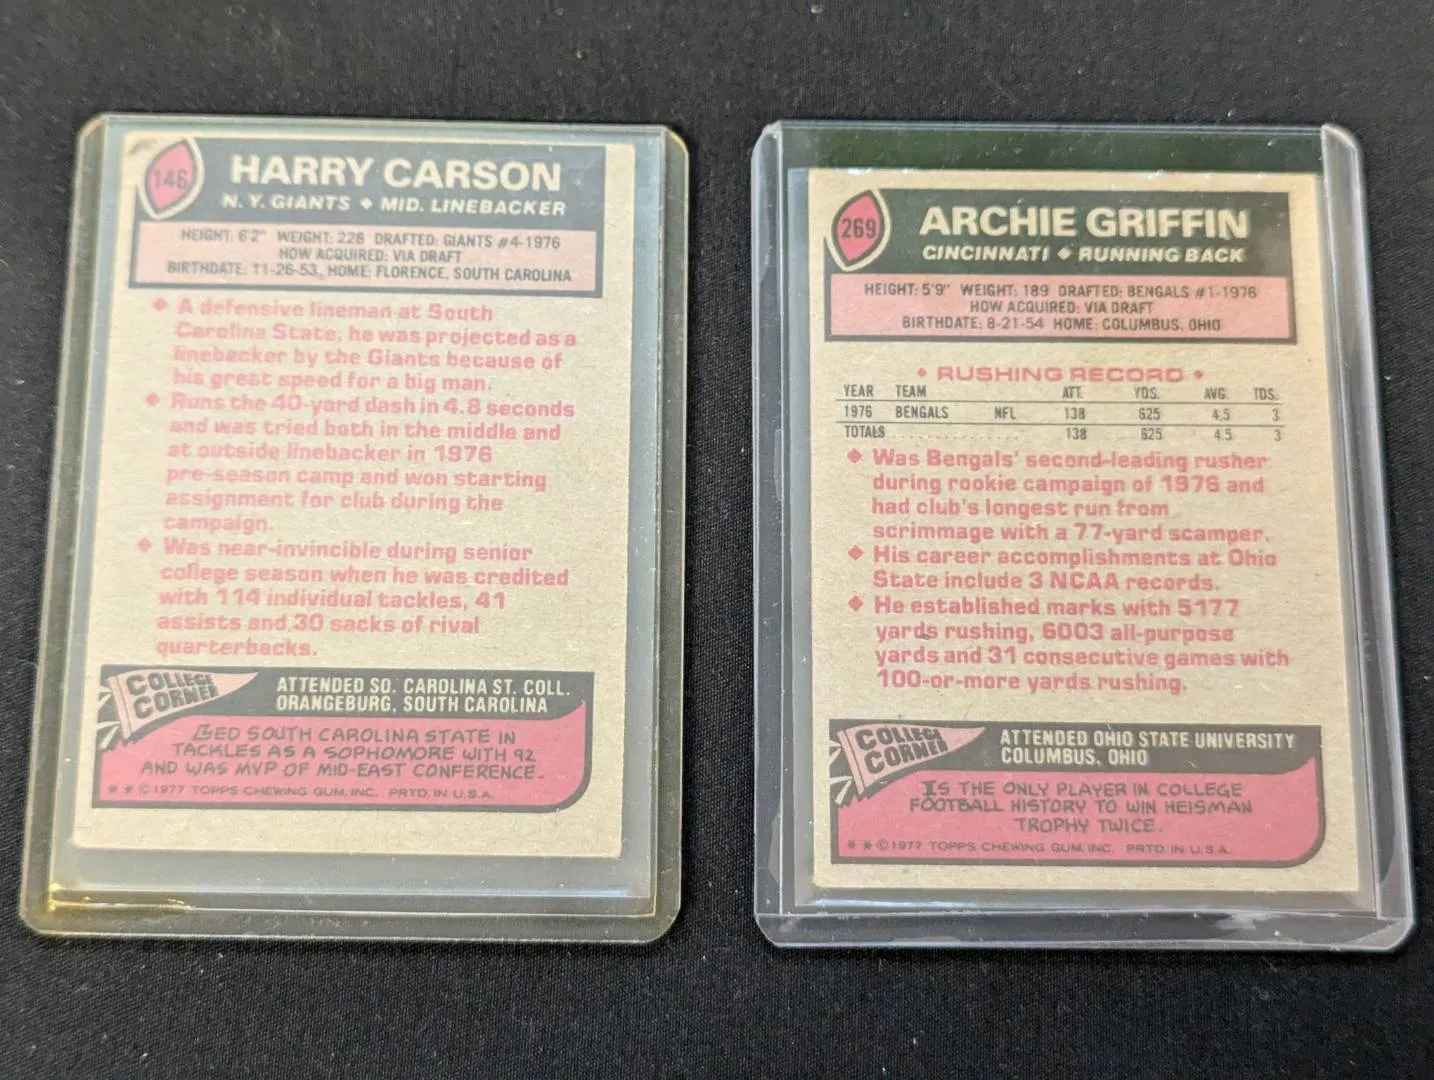 146
HARRY CARSON
N.Y. GIANTS ◆ MID. LINEBACKER
HEIGHT: 6'2" WEIGHT: 228 DRAFTED: GIANTS #4-1976
HOW ACQUIRED: VIA DRAFT
BIRTHDATE: 11-26-53, HOME: FLORENCE, SOUTH CAROLINA
◆ A defensive lineman at South
Carolina State, he was projected as a
linebacker by the Giants because of
his great speed for a big man.
◆ Runs the 40-yard dash in 4.8 seconds
and was tried both in the middle and
at outside linebacker in 1976
pre-season camp and won starting
assignment for club during the
campaign.
◆ Was near-invincible during senior
college season when he was credited
with 114 individual tackles, 41
assists and 30 sacks of rival
quarterbacks.
COLLEGE
CORNER
ATTENDED SO. CAROLINA ST. COLL.
ORANGEBURG, SOUTH CAROLINA
LED SOUTH CAROLINA STATE IN
TACKLES AS A SOPHOMORE WITH 92
AND WAS MVP OF MID-EAST CONFERENCE.
* * © 1977 TOPPS CHEWING GUM, INC. PRTD. IN U.S.A.
269
ARCHIE GRIFFIN
CINCINNATI ◆ RUNNING BACK
HEIGHT: 5'9" WEIGHT: 189 DRAFTED: BENGALS #1-1976
HOW ACQUIRED: VIA DRAFT
BIRTHDATE: 8-21-54 HOME: COLUMBUS, OHIO
◆ RUSHING RECORD ◆
YEAR TEAM ATT. YDS. AVG. TDS.
1976 BENGALS NFL 138 625 4.5 3
TOTALS .............. 138 625 4.5 3
◆ Was Bengals' second-leading rusher
during rookie campaign of 1976 and
had club's longest run from
scrimmage with a 77-yard scamper.
◆ His career accomplishments at Ohio
State include 3 NCAA records.
◆ He established marks with 5177
yards rushing, 6003 all-purpose
yards and 31 consecutive games with
100-or-more yards rushing.
COLLEGE
CORNER
ATTENDED OHIO STATE UNIVERSITY
COLUMBUS, OHIO
IS THE ONLY PLAYER IN COLLEGE
FOOTBALL HISTORY TO WIN HEISMAN
TROPHY TWICE.
* * © 1977 TOPPS CHEWING GUM, INC. PRTD. IN U.S.A.